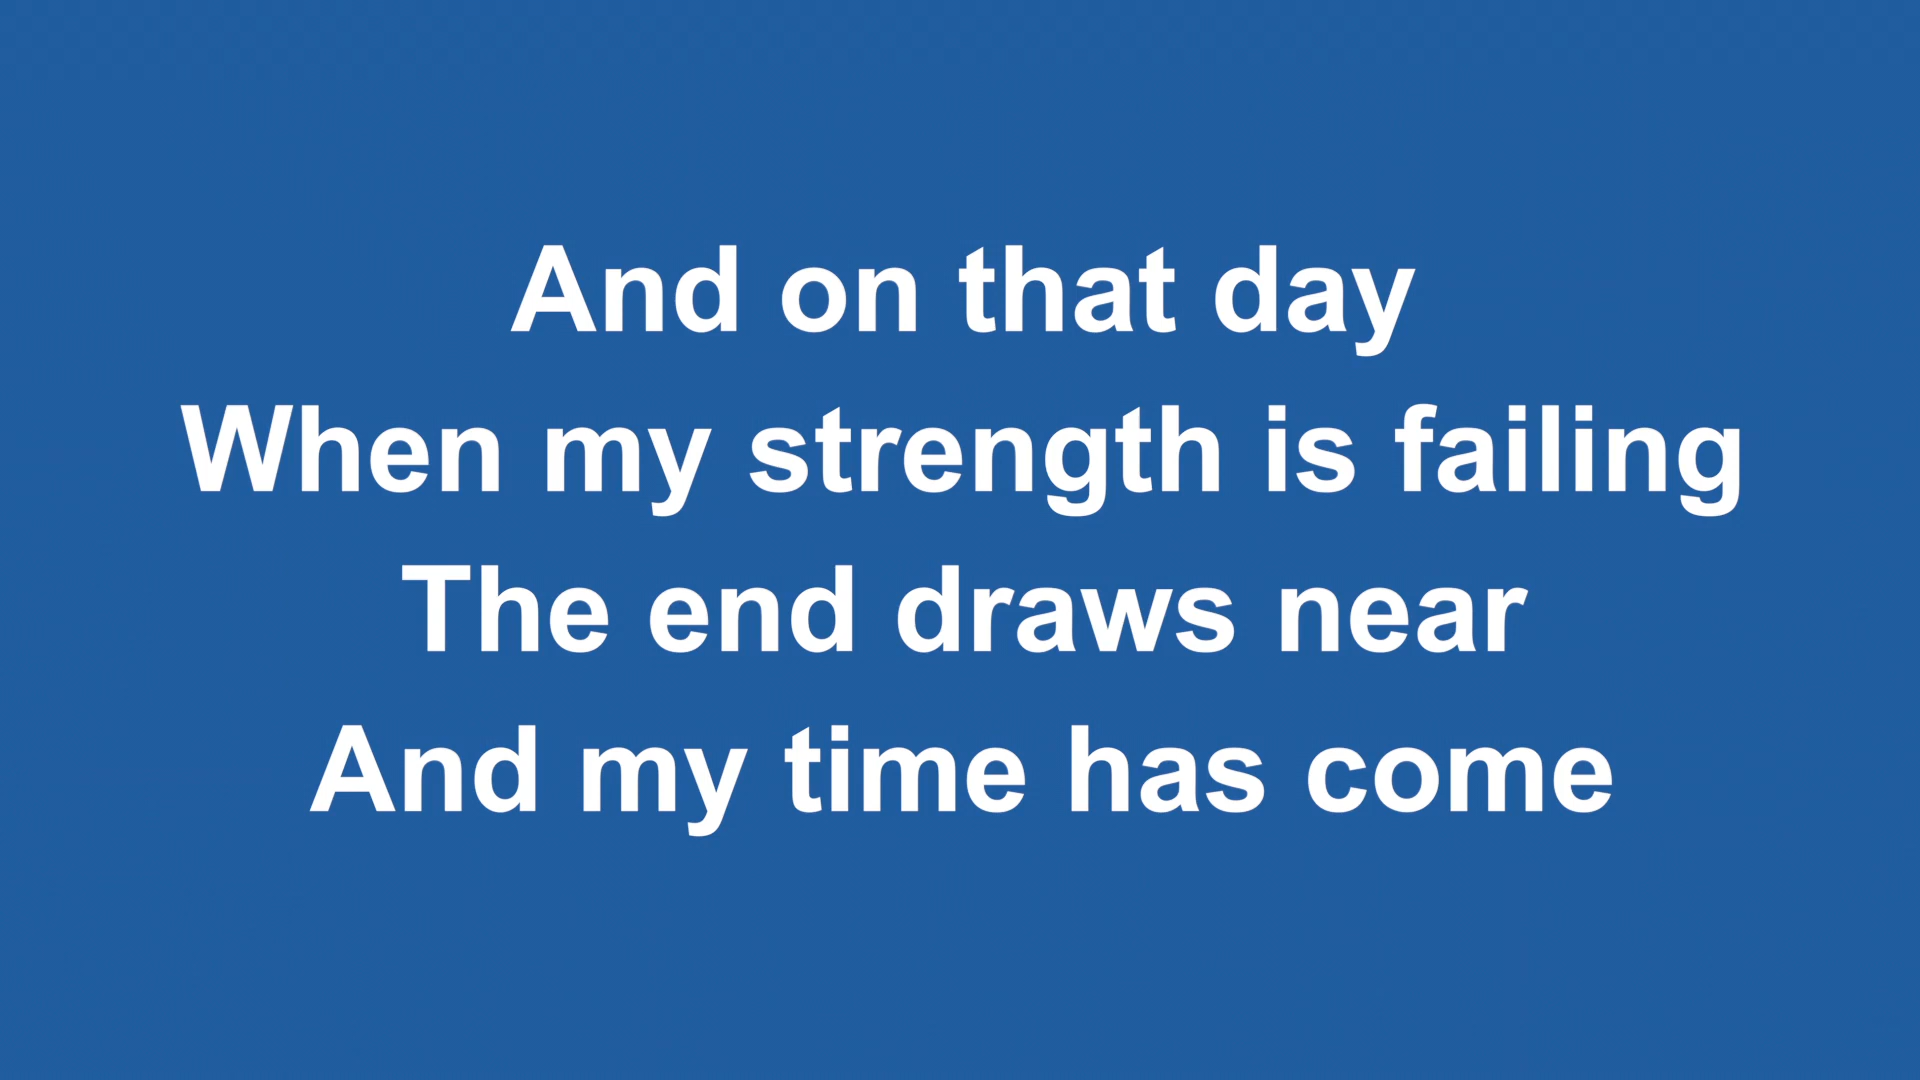 And on that day
When my strength is failing
The end draws near
And my time has come